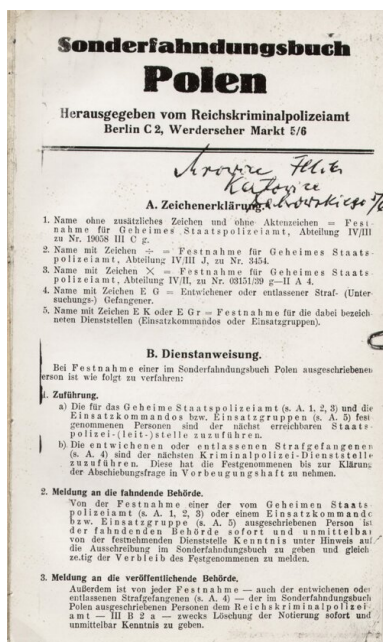 Sonderfahndungsbuch
Polen
Herausgegeben vom Reichskriminalpolizeiamt
Berlin C 2, Werderscher Markt 5/6
Katowice
A. Zeichenerklärung.
1. Name ohne zusätzliches Zeichen und ohne Aktenzeichen = Fest-
nahme für Geheimes Staatspolizeiamt, Abteilung IV/III
zu Nr. 19058 III C g.
2. Name mit Zeichen ÷ = Festnahme für Geheimes Staats-
polizeiamt, Abteilung IV/III J, zu Nr. 3454.
3. Name mit Zeichen × = Festnahme für Geheimes Staats-
polizeiamt, Abteilung IV/II, zu Nr. 03151/39 g—II A 4.
4. Name mit Zeichen E G = Entwichener oder entlassener Straf- (Unter-
suchungs-) Gefangener.
5. Name mit Zeichen E K oder E Gr = Festnahme für die dabei bezeich-
neten Dienststellen (Einsatzkommandos oder Einsatzgruppen).
B. Dienstanweisung.
Bei Festnahme einer im Sonderfahndungsbuch Polen ausgeschriebenen
erson ist wie folgt zu verfahren:
1. Zuführung.
a) Die für das Geheime Staatspolizeiamt (s. A. 1, 2, 3) und die
Einsatzkommandos bzw. Einsatzgruppen (s. A. 5) fest-
genommenen Personen sind der nächst erreichbaren Staats-
polizei-(leit-)stelle zuzuführen.
b) Die entwichenen oder entlassenen Strafgefangenen
(s. A. 4) sind der nächsten Kriminalpolizei-Dienststelle
zuzuführen. Diese hat die Festgenommenen bis zur Klärung
der Abschiebungsfrage in Vorbeugungshaft zu nehmen.
2. Meldung an die fahndende Behörde.
Von der Festnahme einer der vom Geheimen Staats-
polizeiamt (s. A. 1, 2, 3) oder einem Einsatzkommando
bzw. Einsatzgruppe (s. A. 5) ausgeschriebenen Person ist
der fahndenden Behörde sofort und unmittelbar
von der festnehmenden Dienststelle Kenntnis unter Hinweis auf
die Ausschreibung im Sonderfahndungsbuch zu geben und gleich
ze.tig der Verbleib des Festgenommenen zu melden.
3. Meldung an die veröffentlichende Behörde.
Außerdem ist von jeder Festnahme — auch der entwichenen oder
entlassenen Strafgefangenen (s. A. 4) — der im Sonderfahndungsbuch
Polen ausgeschriebenen Personen dem Reichskriminalpolizei-
amt — III B 2 a — zwecks Löschung der Notierung sofort und
unmittelbar Kenntnis zu geben.